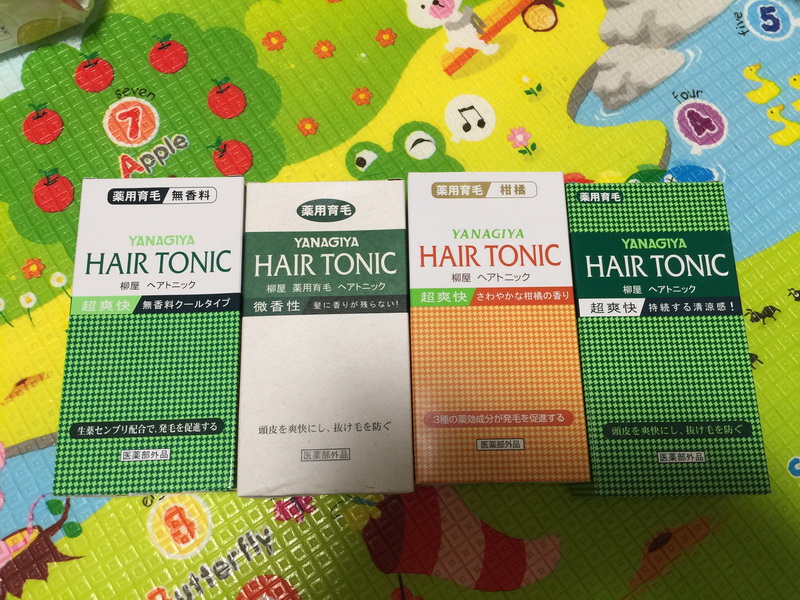 薬用育毛 無香料
YANAGIYA
HAIR TONIC
柳屋 ヘアトニック
超爽快 無香料クールタイプ
生薬センブリ配合で、発毛を促進する
医薬部外品
薬用育毛
YANAGIYA
HAIR TONIC
柳屋 薬用育毛 ヘアトニック
微香性 髪に香りが残らない!
頭皮を爽快にし、抜け毛を防ぐ
医薬部外品
薬用育毛 柑橘
YANAGIYA
HAIR TONIC
柳屋 ヘアトニック
超爽快 さわやかな柑橘の香り
3種の薬効成分が発毛を促進する
医薬部外品
薬用育毛
YANAGIYA
HAIR TONIC
柳屋 ヘアトニック
超爽快 持続する清涼感!
頭皮を爽快にし、抜け毛を防ぐ
医薬部外品
seven
7
Apple
five
5
four
4
8
Butterfly